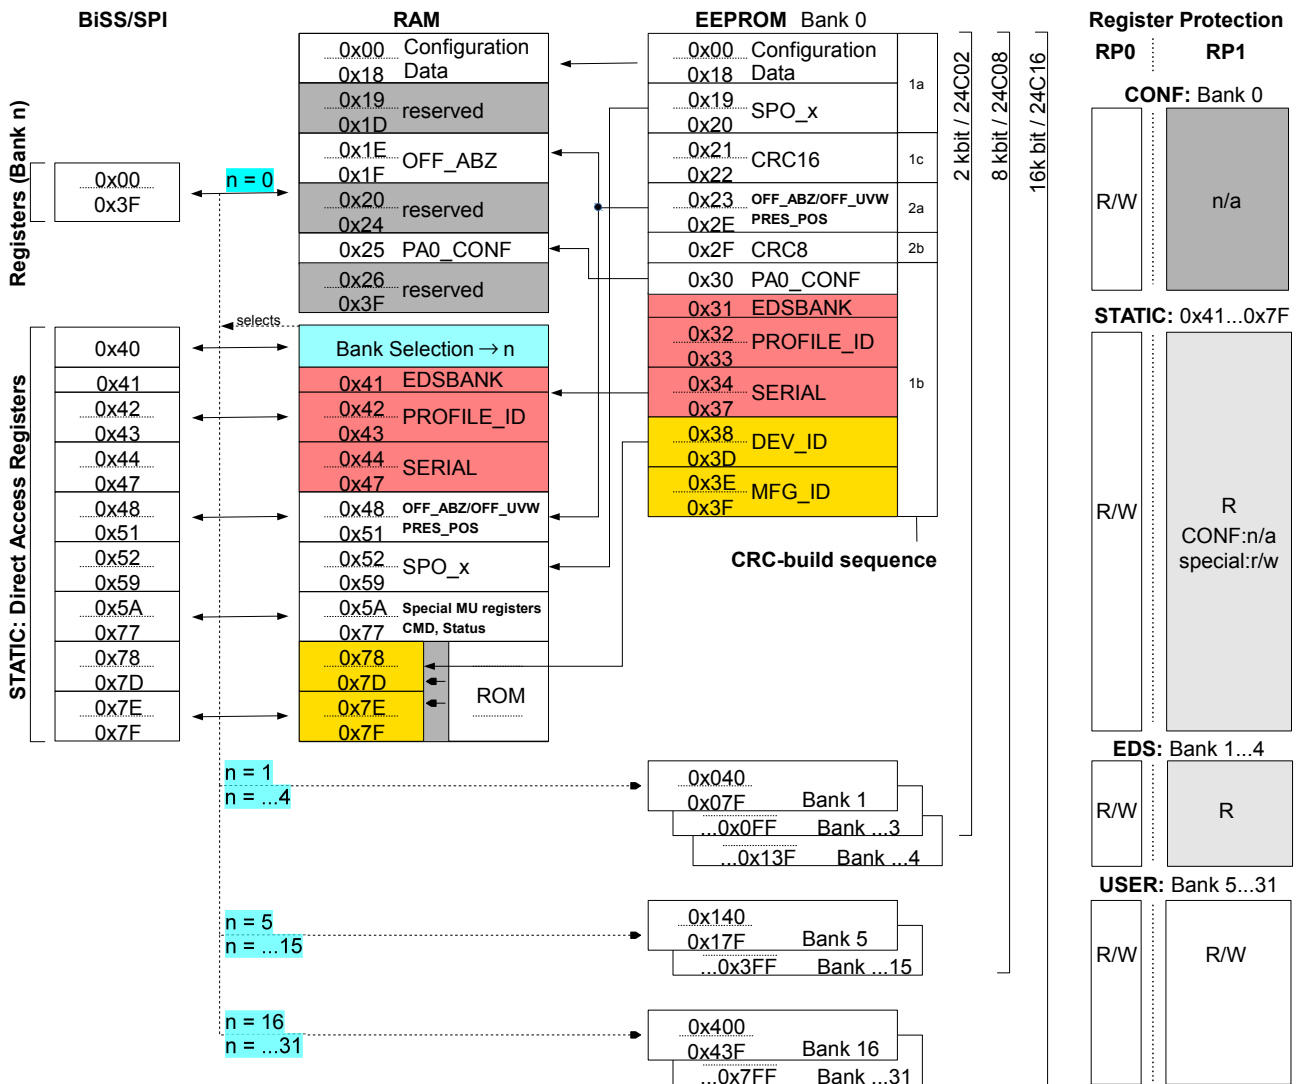 BiSS/SPI
RAM
EEPROM Bank 0
Register Protection
RP0
RP1
Registers (Bank n)
0x00
0x3F
n = 0
0x00 Configuration
0x18 Data
0x19
0x1D
reserved
0x1E
0x1F
OFF_ABZ
0x20
0x24
reserved
0x25 PA0_CONF
0x26
0x3F
reserved
selects
Bank Selection → n
0x41 EDSBANK
0x42
0x43
PROFILE_ID
0x44
0x47
SERIAL
0x48 OFF_ABZ/OFF_UVW
0x51 PRES_POS
0x52
0x59
SPO_x
0x5A Special MU registers
0x77 CMD, Status
0x78
0x7D
0x7E
0x7F
ROM
STATIC: Direct Access Registers
0x40
0x41
0x42
0x43
0x44
0x47
0x48
0x51
0x52
0x59
0x5A
0x77
0x78
0x7D
0x7E
0x7F
0x00 Configuration
0x18 Data
0x19
0x20
SPO_x
1a
0x21
0x22
CRC16
1c
0x23 OFF_ABZ/OFF_UVW
0x2E PRES_POS
2a
0x2F CRC8
2b
0x30 PA0_CONF
0x31 EDSBANK
0x32
0x33
PROFILE_ID
0x34
0x37
SERIAL
1b
0x38
0x3D
DEV_ID
0x3E
0x3F
MFG_ID
CRC-build sequence
2 kbit / 24C02
8 kbit / 24C08
16k bit / 24C16
CONF: Bank 0
R/W
n/a
STATIC: 0x41...0x7F
R/W
R
CONF:n/a
special:r/w
EDS: Bank 1...4
R/W
R
USER: Bank 5...31
R/W
R/W
n = 1
n = ...4
0x040
0x07F Bank 1
...0x0FF Bank ...3
...0x13F Bank ...4
n = 5
n = ...15
0x140
0x17F Bank 5
...0x3FF Bank ...15
n = 16
n = ...31
0x400
0x43F Bank 16
...0x7FF Bank ...31